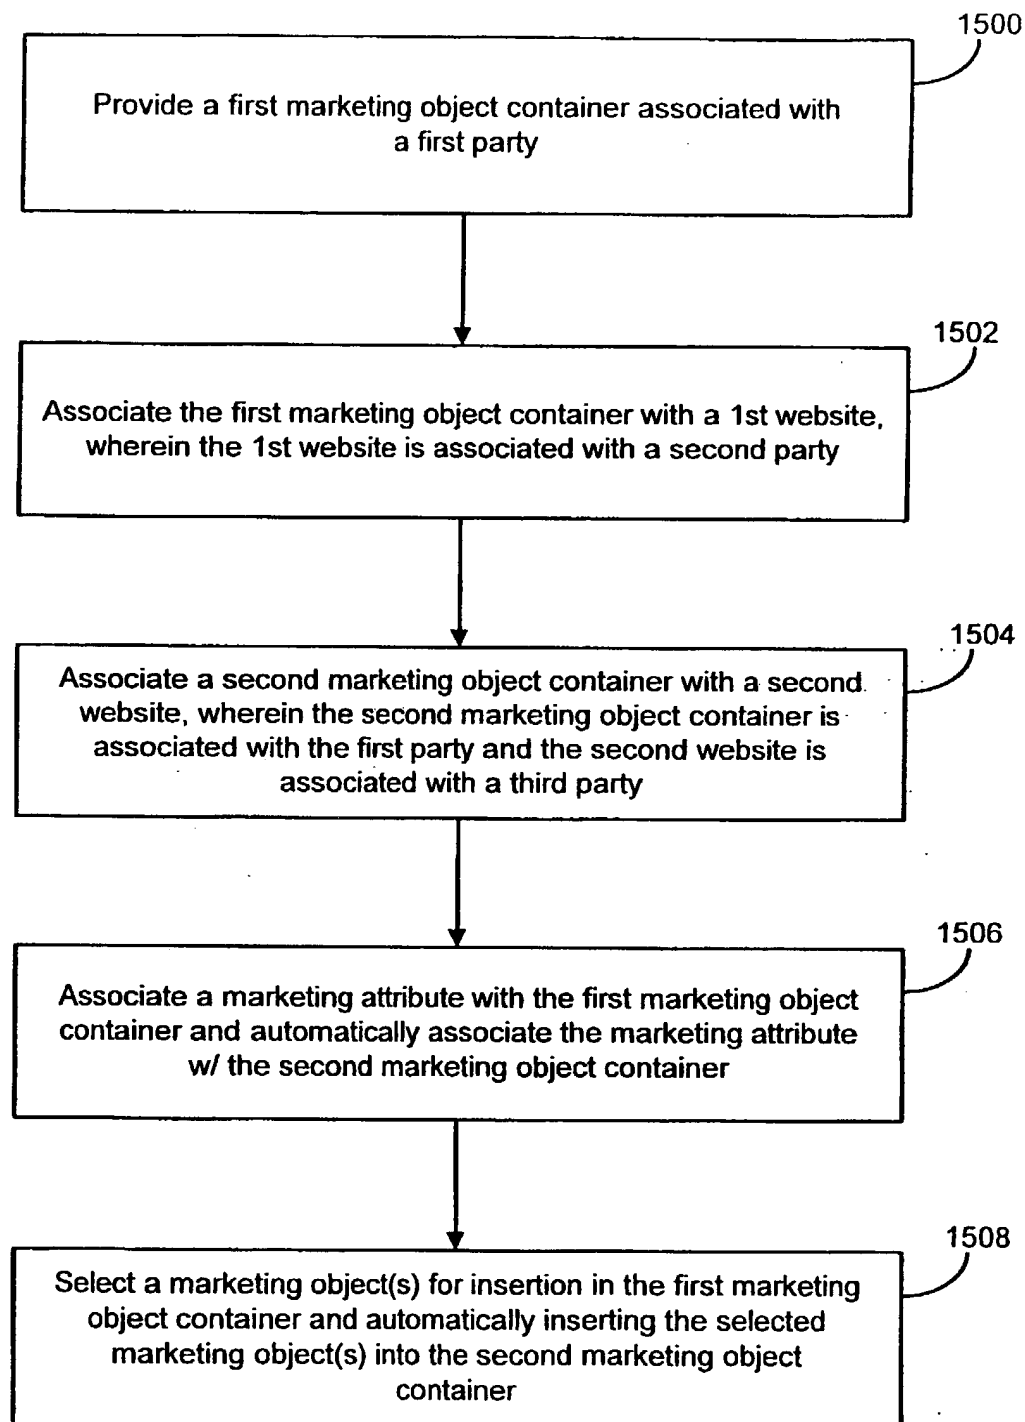 1500
Provide a first marketing object container associated with
a first party
1502
Associate the first marketing object container with a 1st website,
wherein the 1st website is associated with a second party
1504
Associate a second marketing object container with a second
website, wherein the second marketing object container is
associated with the first party and the second website is
associated with a third party
1506
Associate a marketing attribute with the first marketing object
container and automatically associate the marketing attribute
w/ the second marketing object container
1508
Select a marketing object(s) for insertion in the first marketing
object container and automatically inserting the selected
marketing object(s) into the second marketing object
container